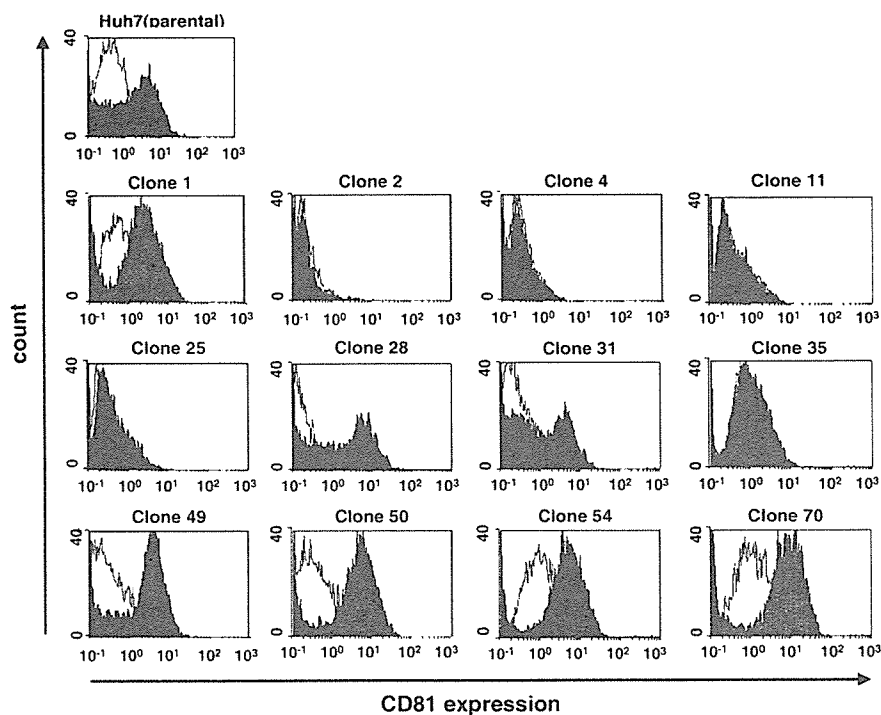 Huh7(parental)
40
0
10-1 100 101 102 103
Clone 1 Clone 2 Clone 4 Clone 11
40 40 40 40
0 0 0 0
10-1 100 101 102 103 10-1 100 101 102 103 10-1 100 101 102 103 10-1 100 101 102 103
count
Clone 25 Clone 28 Clone 31 Clone 35
40 40 40 40
0 0 0 0
10-1 100 101 102 103 10-1 100 101 102 103 10-1 100 101 102 103 10-1 100 101 102 103
Clone 49 Clone 50 Clone 54 Clone 70
40 40 40 40
0 0 0 0
10-1 100 101 102 103 10-1 100 101 102 103 10-1 100 101 102 103 10-1 100 101 102 103
CD81 expression